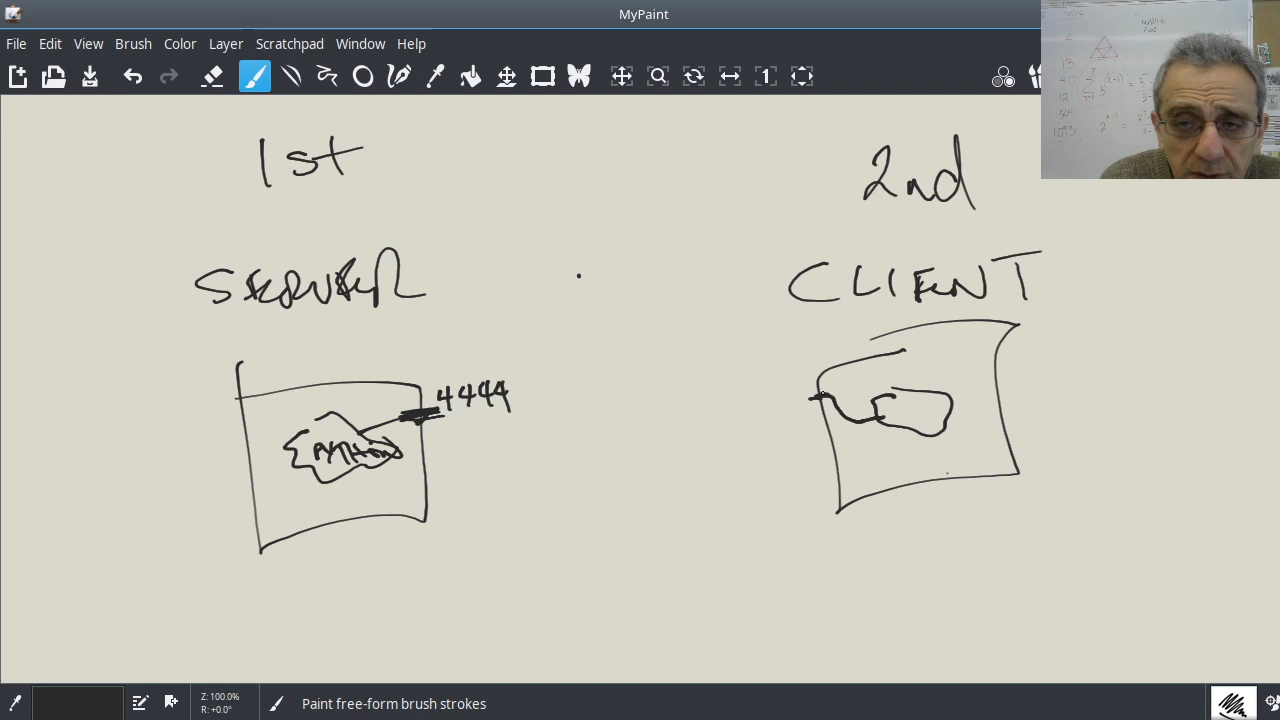 MyPaint
File Edit View Brush Color Layer Scratchpad Window Help
1st
2nd
SERVER
CLIENT
4444
PYTHON
Z: 100.0%
R: +0.0°
Paint free-form brush strokes